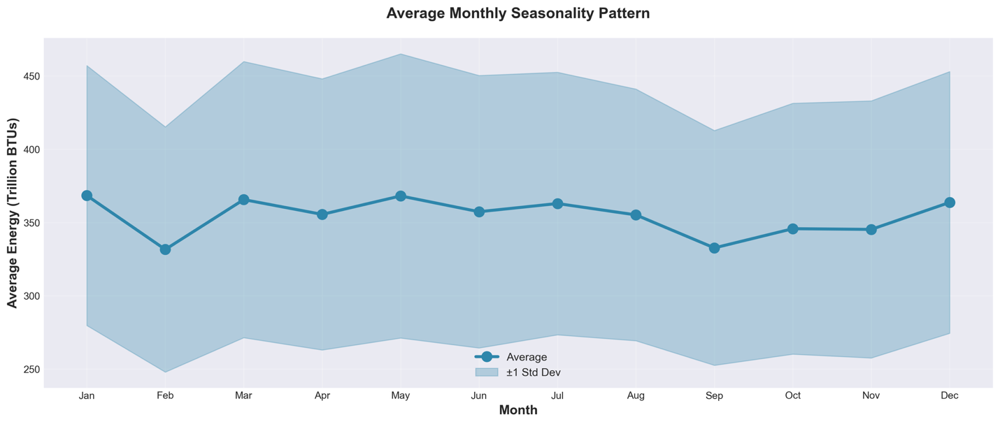 Average Monthly Seasonality Pattern
Average Energy (Trillion BTUs)
450
400
350
300
250
Average
±1 Std Dev
Jan Feb Mar Apr May Jun Jul Aug Sep Oct Nov Dec
Month